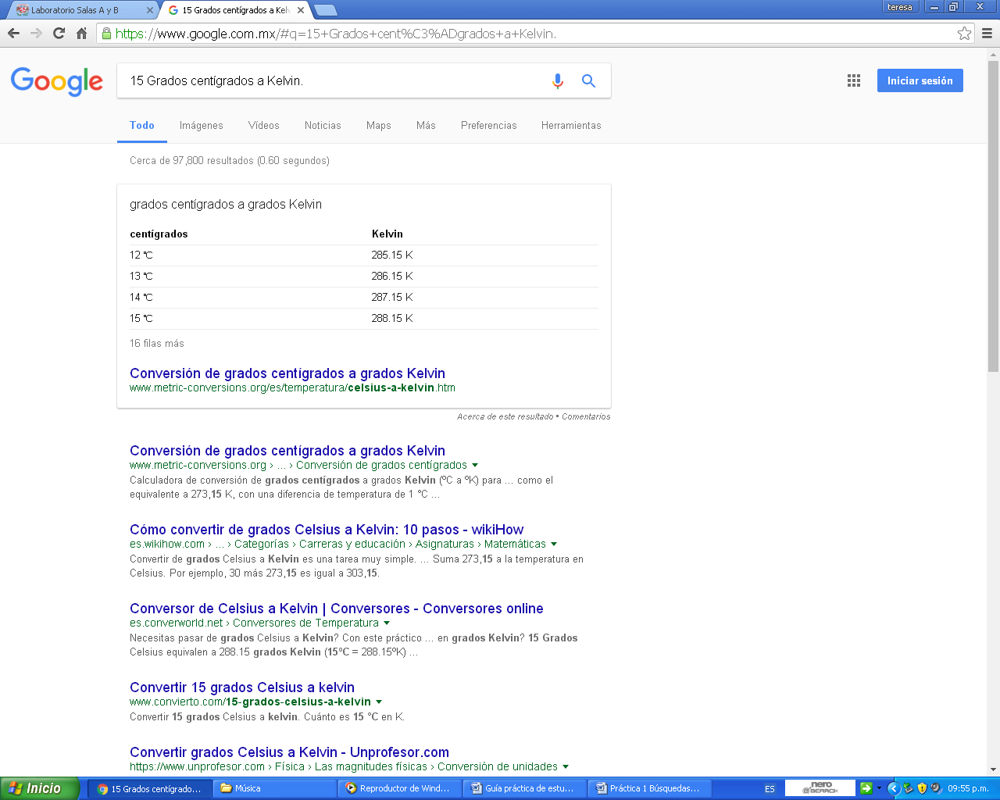 Laboratorio Salas A y B
15 Grados centígrados a Kel
teresa
https://www.google.com.mx/#q=15+Grados+cent%C3%ADgrados+a+Kelvin.
Google
15 Grados centígrados a Kelvin.
Iniciar sesión
Todo Imágenes Vídeos Noticias Maps Más Preferencias Herramientas
Cerca de 97,800 resultados (0.60 segundos)
grados centígrados a grados Kelvin
centígrados Kelvin
12 °C 285.15 K
13 °C 286.15 K
14 °C 287.15 K
15 °C 288.15 K
16 filas más
Conversión de grados centígrados a grados Kelvin
www.metric-conversions.org/es/temperatura/celsius-a-kelvin.htm
Acerca de este resultado • Comentarios
Conversión de grados centígrados a grados Kelvin
www.metric-conversions.org › ... › Conversión de grados centígrados
Calculadora de conversión de grados centígrados a grados Kelvin (ºC a ºK) para ... como el
equivalente a 273,15 K, con una diferencia de temperatura de 1 °C ...
Cómo convertir de grados Celsius a Kelvin: 10 pasos - wikiHow
es.wikihow.com › ... › Categorías › Carreras y educación › Asignaturas › Matemáticas
Convertir de grados Celsius a Kelvin es una tarea muy simple. ... Suma 273,15 a la temperatura en
Celsius. Por ejemplo, 30 más 273,15 es igual a 303,15.
Conversor de Celsius a Kelvin | Conversores - Conversores online
es.converworld.net › Conversores de Temperatura
Necesitas pasar de grados Celsius a Kelvin? Con este práctico ... en grados Kelvin? 15 Grados
Celsius equivalen a 288.15 grados Kelvin (15ºC = 288.15ºK) ...
Convertir 15 grados Celsius a kelvin
www.convierto.com/15-grados-celsius-a-kelvin
Convertir 15 grados Celsius a kelvin. Cuánto es 15 °C en K.
Convertir grados Celsius a Kelvin - Unprofesor.com
https://www.unprofesor.com › Física › Las magnitudes físicas › Conversión de unidades
Inicio
15 Grados centígrado...
Música
Reproductor de Wind...
Guía práctica de estu...
Práctica 1 Búsquedas...
ES
nero
SEARCH
09:55 p.m.